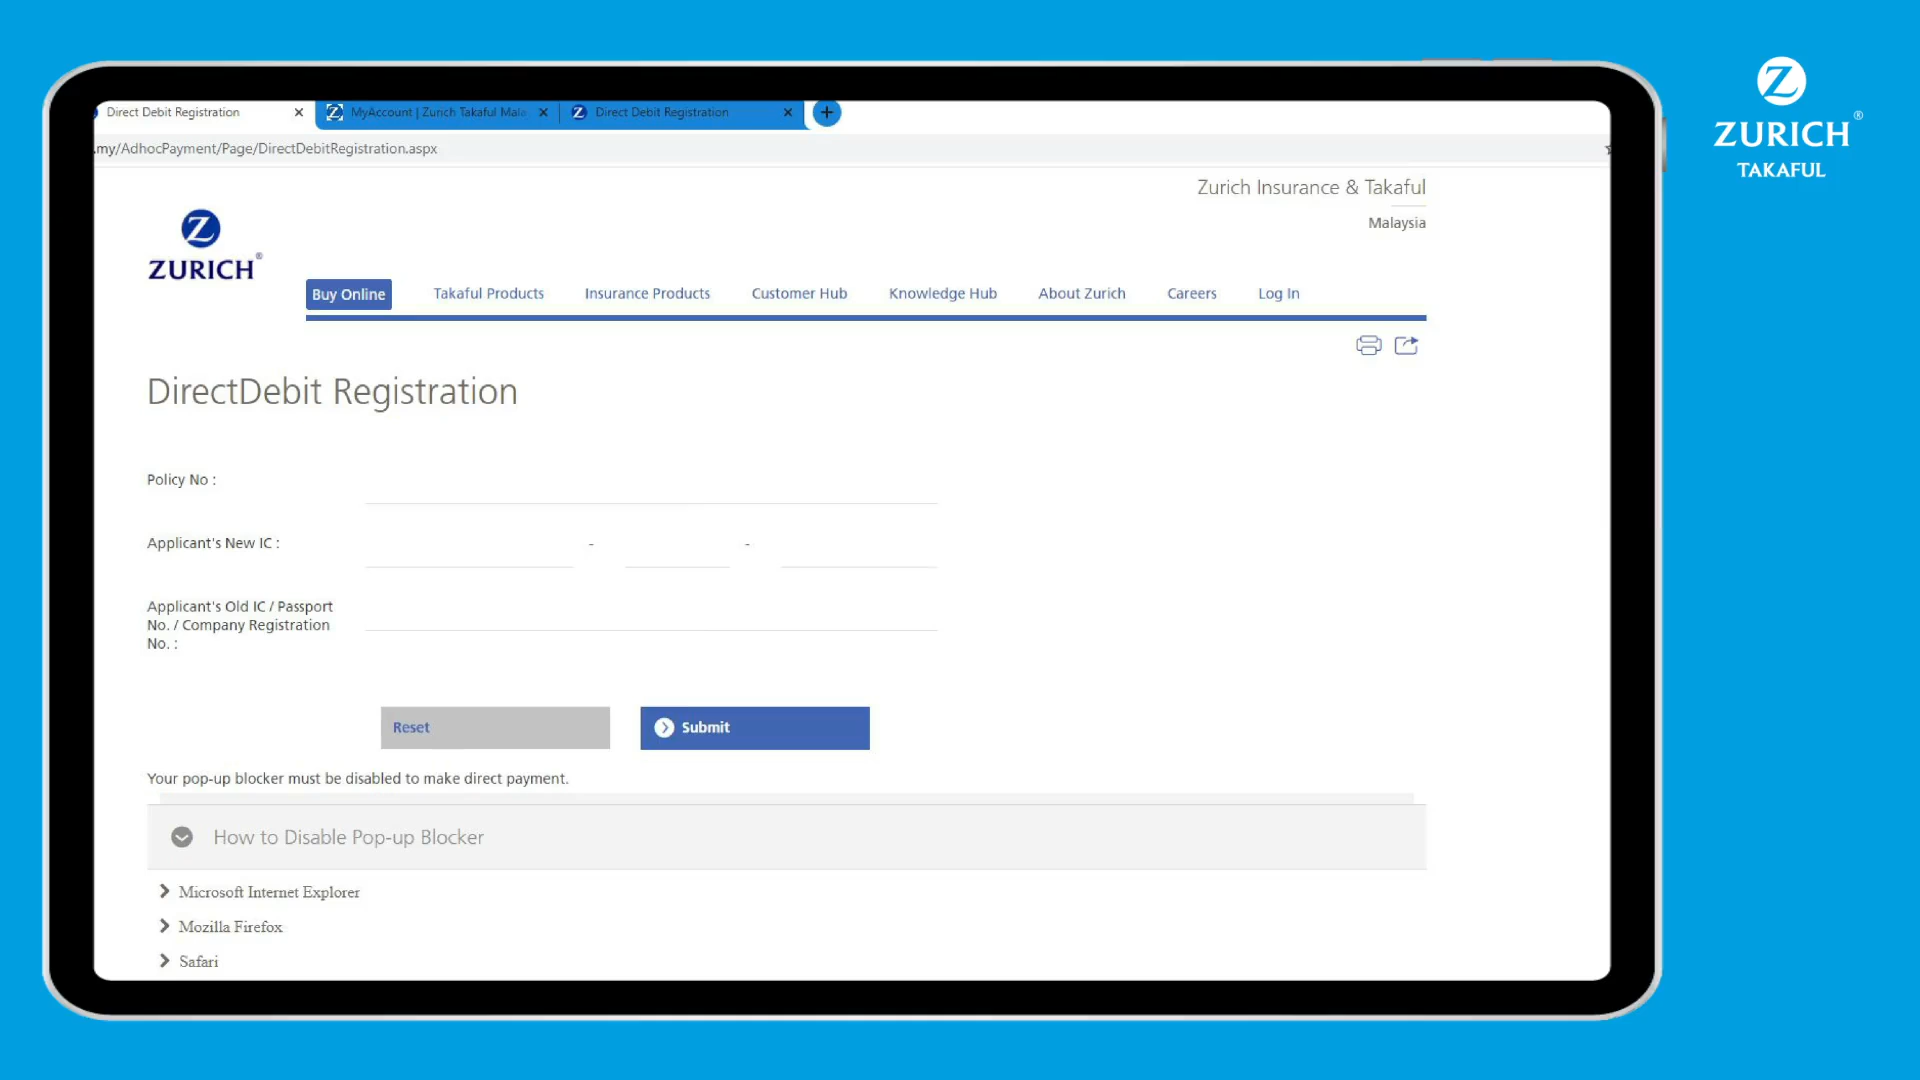 Direct Debit Registration
MyAccount | Zurich Takaful Mala
Direct Debit Registration
.my/AdhocPayment/Page/DirectDebitRegistration.aspx
ZURICH®
TAKAFUL
Zurich Insurance & Takaful
Malaysia
ZURICH®
Buy Online Takaful Products Insurance Products Customer Hub Knowledge Hub About Zurich Careers Log In
DirectDebit Registration
Policy No :
Applicant's New IC : - -
Applicant's Old IC / Passport
No. / Company Registration
No. :
Reset Submit
Your pop-up blocker must be disabled to make direct payment.
How to Disable Pop-up Blocker
Microsoft Internet Explorer
Mozilla Firefox
Safari